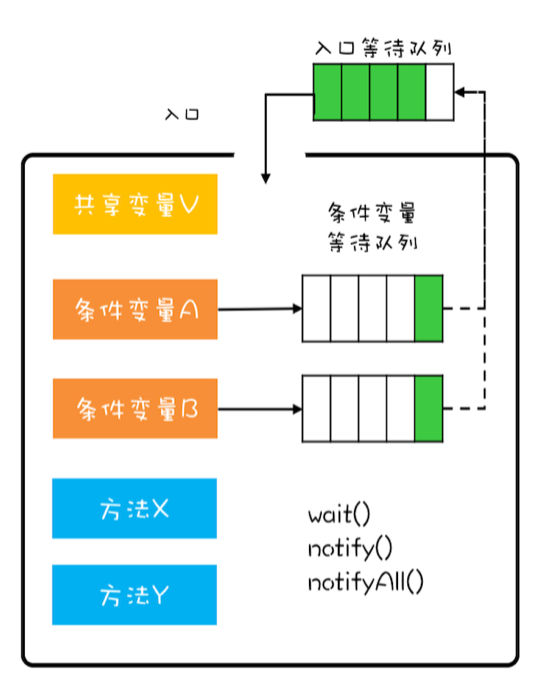 入口等待队列
入口
共享变量V
条件变量
等待队列
条件变量A
条件变量B
方法X
方法Y
wait()
notify()
notifyAll()